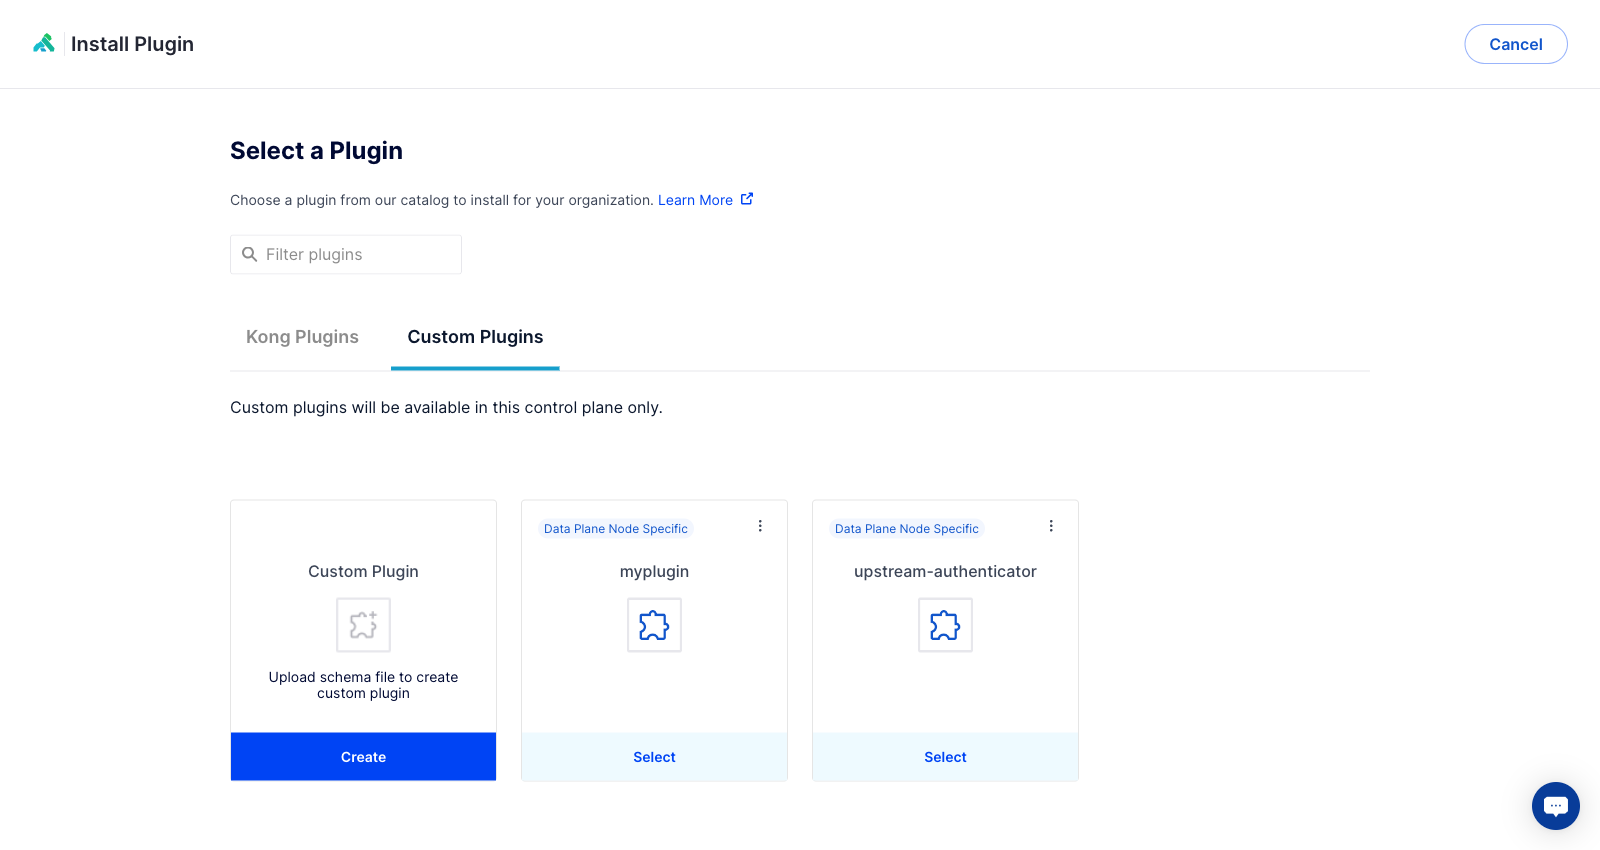 Install Plugin
Cancel
Select a Plugin
Choose a plugin from our catalog to install for your organization. Learn More
Filter plugins
Kong Plugins
Custom Plugins
Custom plugins will be available in this control plane only.
Custom Plugin
Upload schema file to create
custom plugin
Create
Data Plane Node Specific
myplugin
Select
Data Plane Node Specific
upstream-authenticator
Select